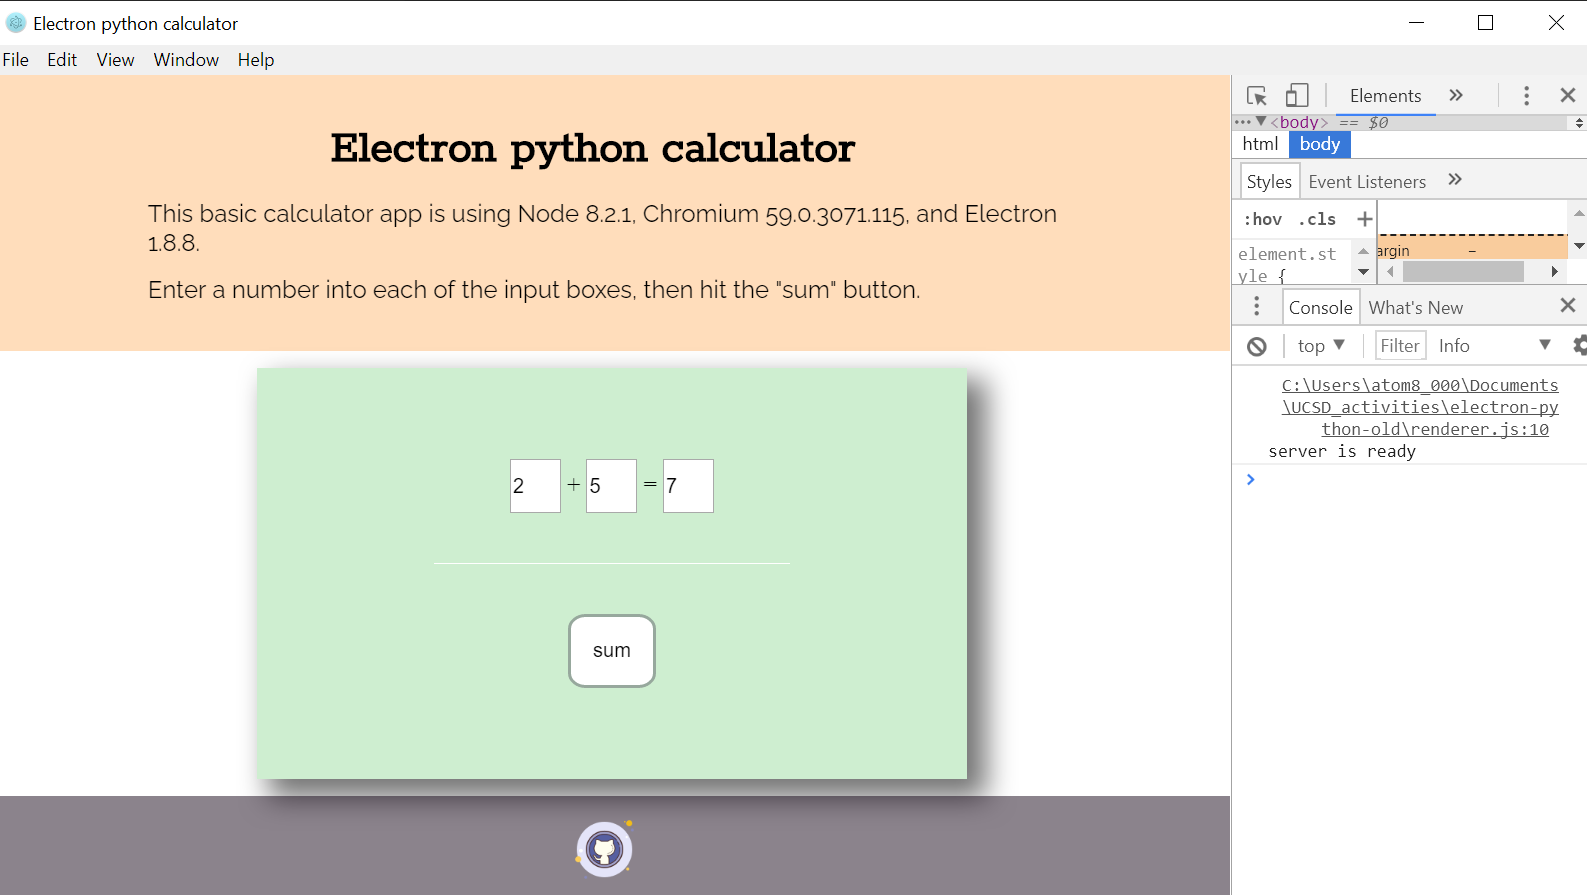 Electron python calculator
File Edit View Window Help
Electron python calculator
This basic calculator app is using Node 8.2.1, Chromium 59.0.3071.115, and Electron
1.8.8.
Enter a number into each of the input boxes, then hit the "sum" button.
2 + 5 = 7
sum
Elements »
<body> == $0
html body
Styles Event Listeners »
:hov .cls +
element.st
yle {
argin –
Console What's New
top Filter Info
C:\Users\atom8_000\Documents
\UCSD_activities\electron-py
thon-old\renderer.js:10
server is ready